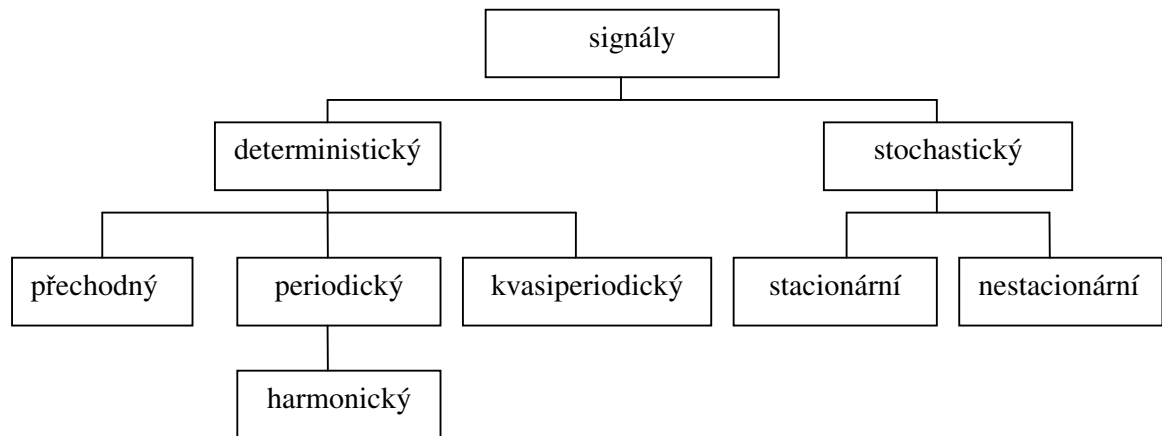 signály
deterministický
stochastický
přechodný
periodický
kvasiperiodický
stacionární
nestacionární
harmonický